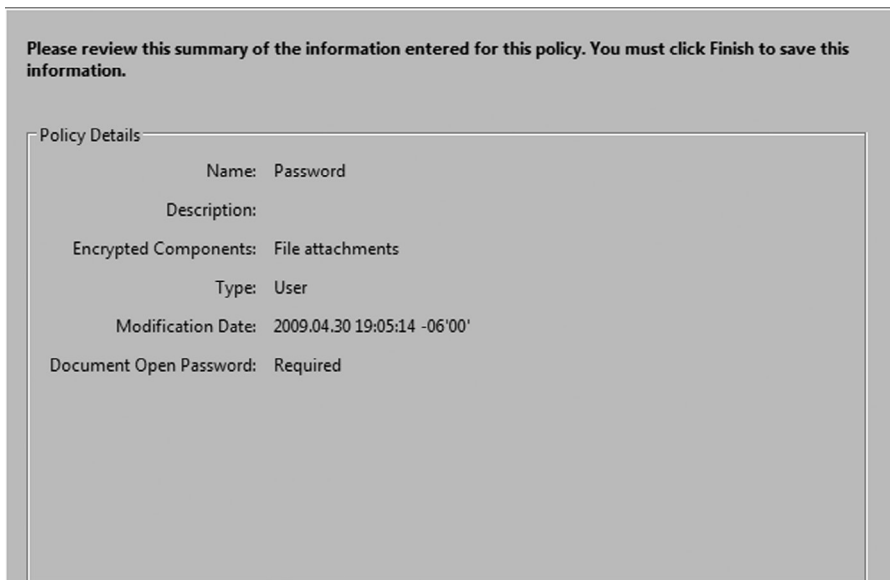 Please review this summary of the information entered for this policy. You must click Finish to save this
information.
Policy Details
Name: Password
Description:
Encrypted Components: File attachments
Type: User
Modification Date: 2009.04.30 19:05:14 -06'00'
Document Open Password: Required